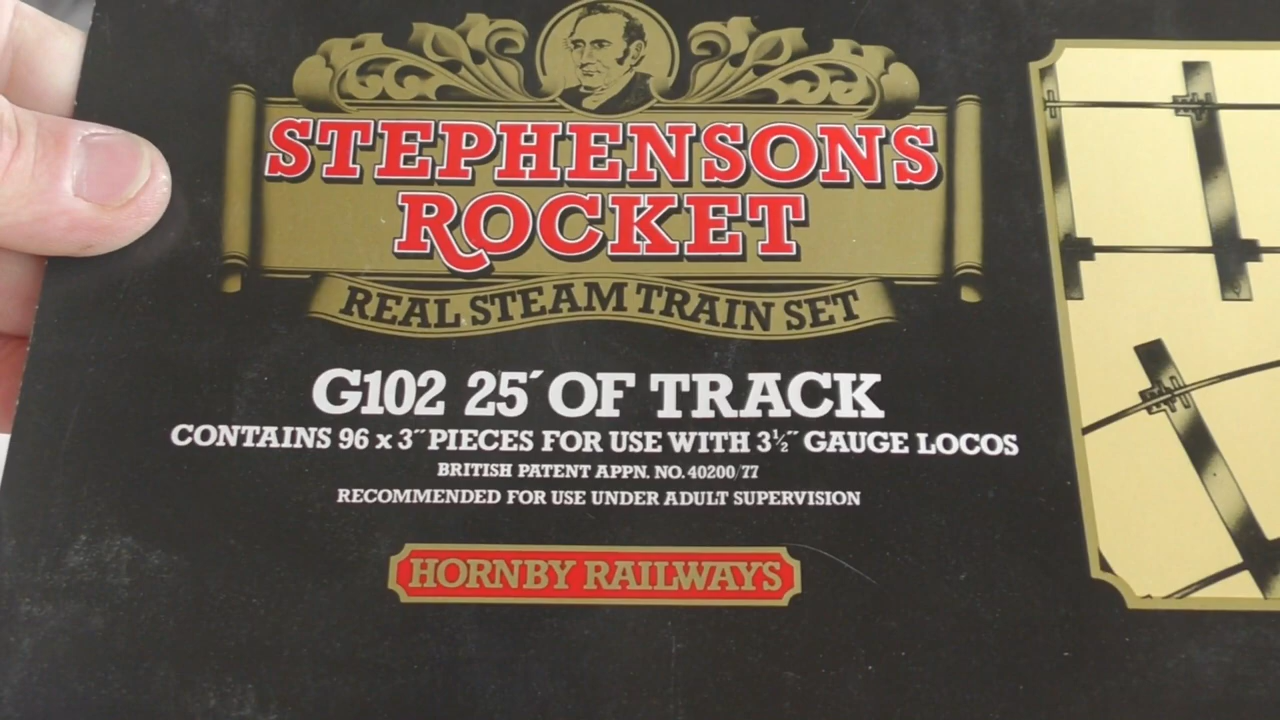 STEPHENSONS
ROCKET
REAL STEAM TRAIN SET
G102 25´ OF TRACK
CONTAINS 96 x 3˝ PIECES FOR USE WITH 3½˝ GAUGE LOCOS
BRITISH PATENT APPN. NO. 40200/77
RECOMMENDED FOR USE UNDER ADULT SUPERVISION
HORNBY RAILWAYS